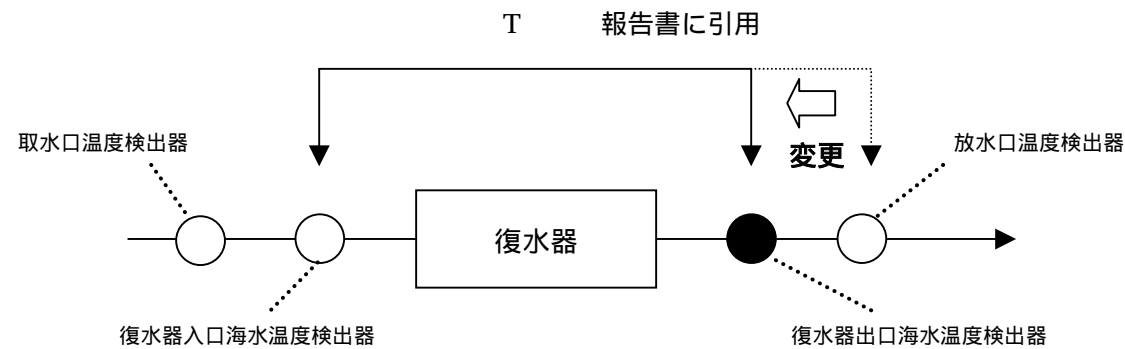 T 報告書に引用
取水口温度検出器
変更
放水口温度検出器
復水器
復水器入口海水温度検出器
復水器出口海水温度検出器